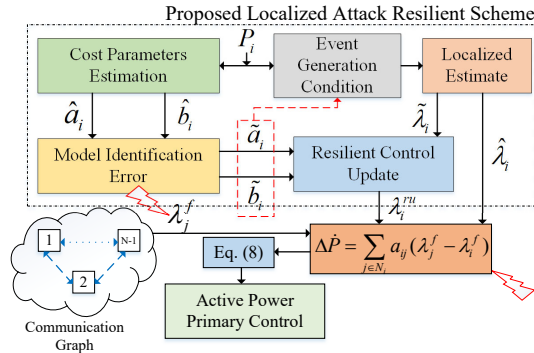 Proposed Localized Attack Resilient Scheme
Cost Parameters
Estimation
P_i
Event
Generation
Condition
Localized
Estimate
â_i
b̂_i
ã_i
λ̃_i
λ̂_i
Model Identification
Error
b̃_i
Resilient Control
Update
λ_j^f
λ_i^{ru}
1
N-1
2
Communication
Graph
Eq. (8)
ΔṖ = ∑_{j∈N_i} a_{ij}(λ_j^f − λ_i^f)
Active Power
Primary Control